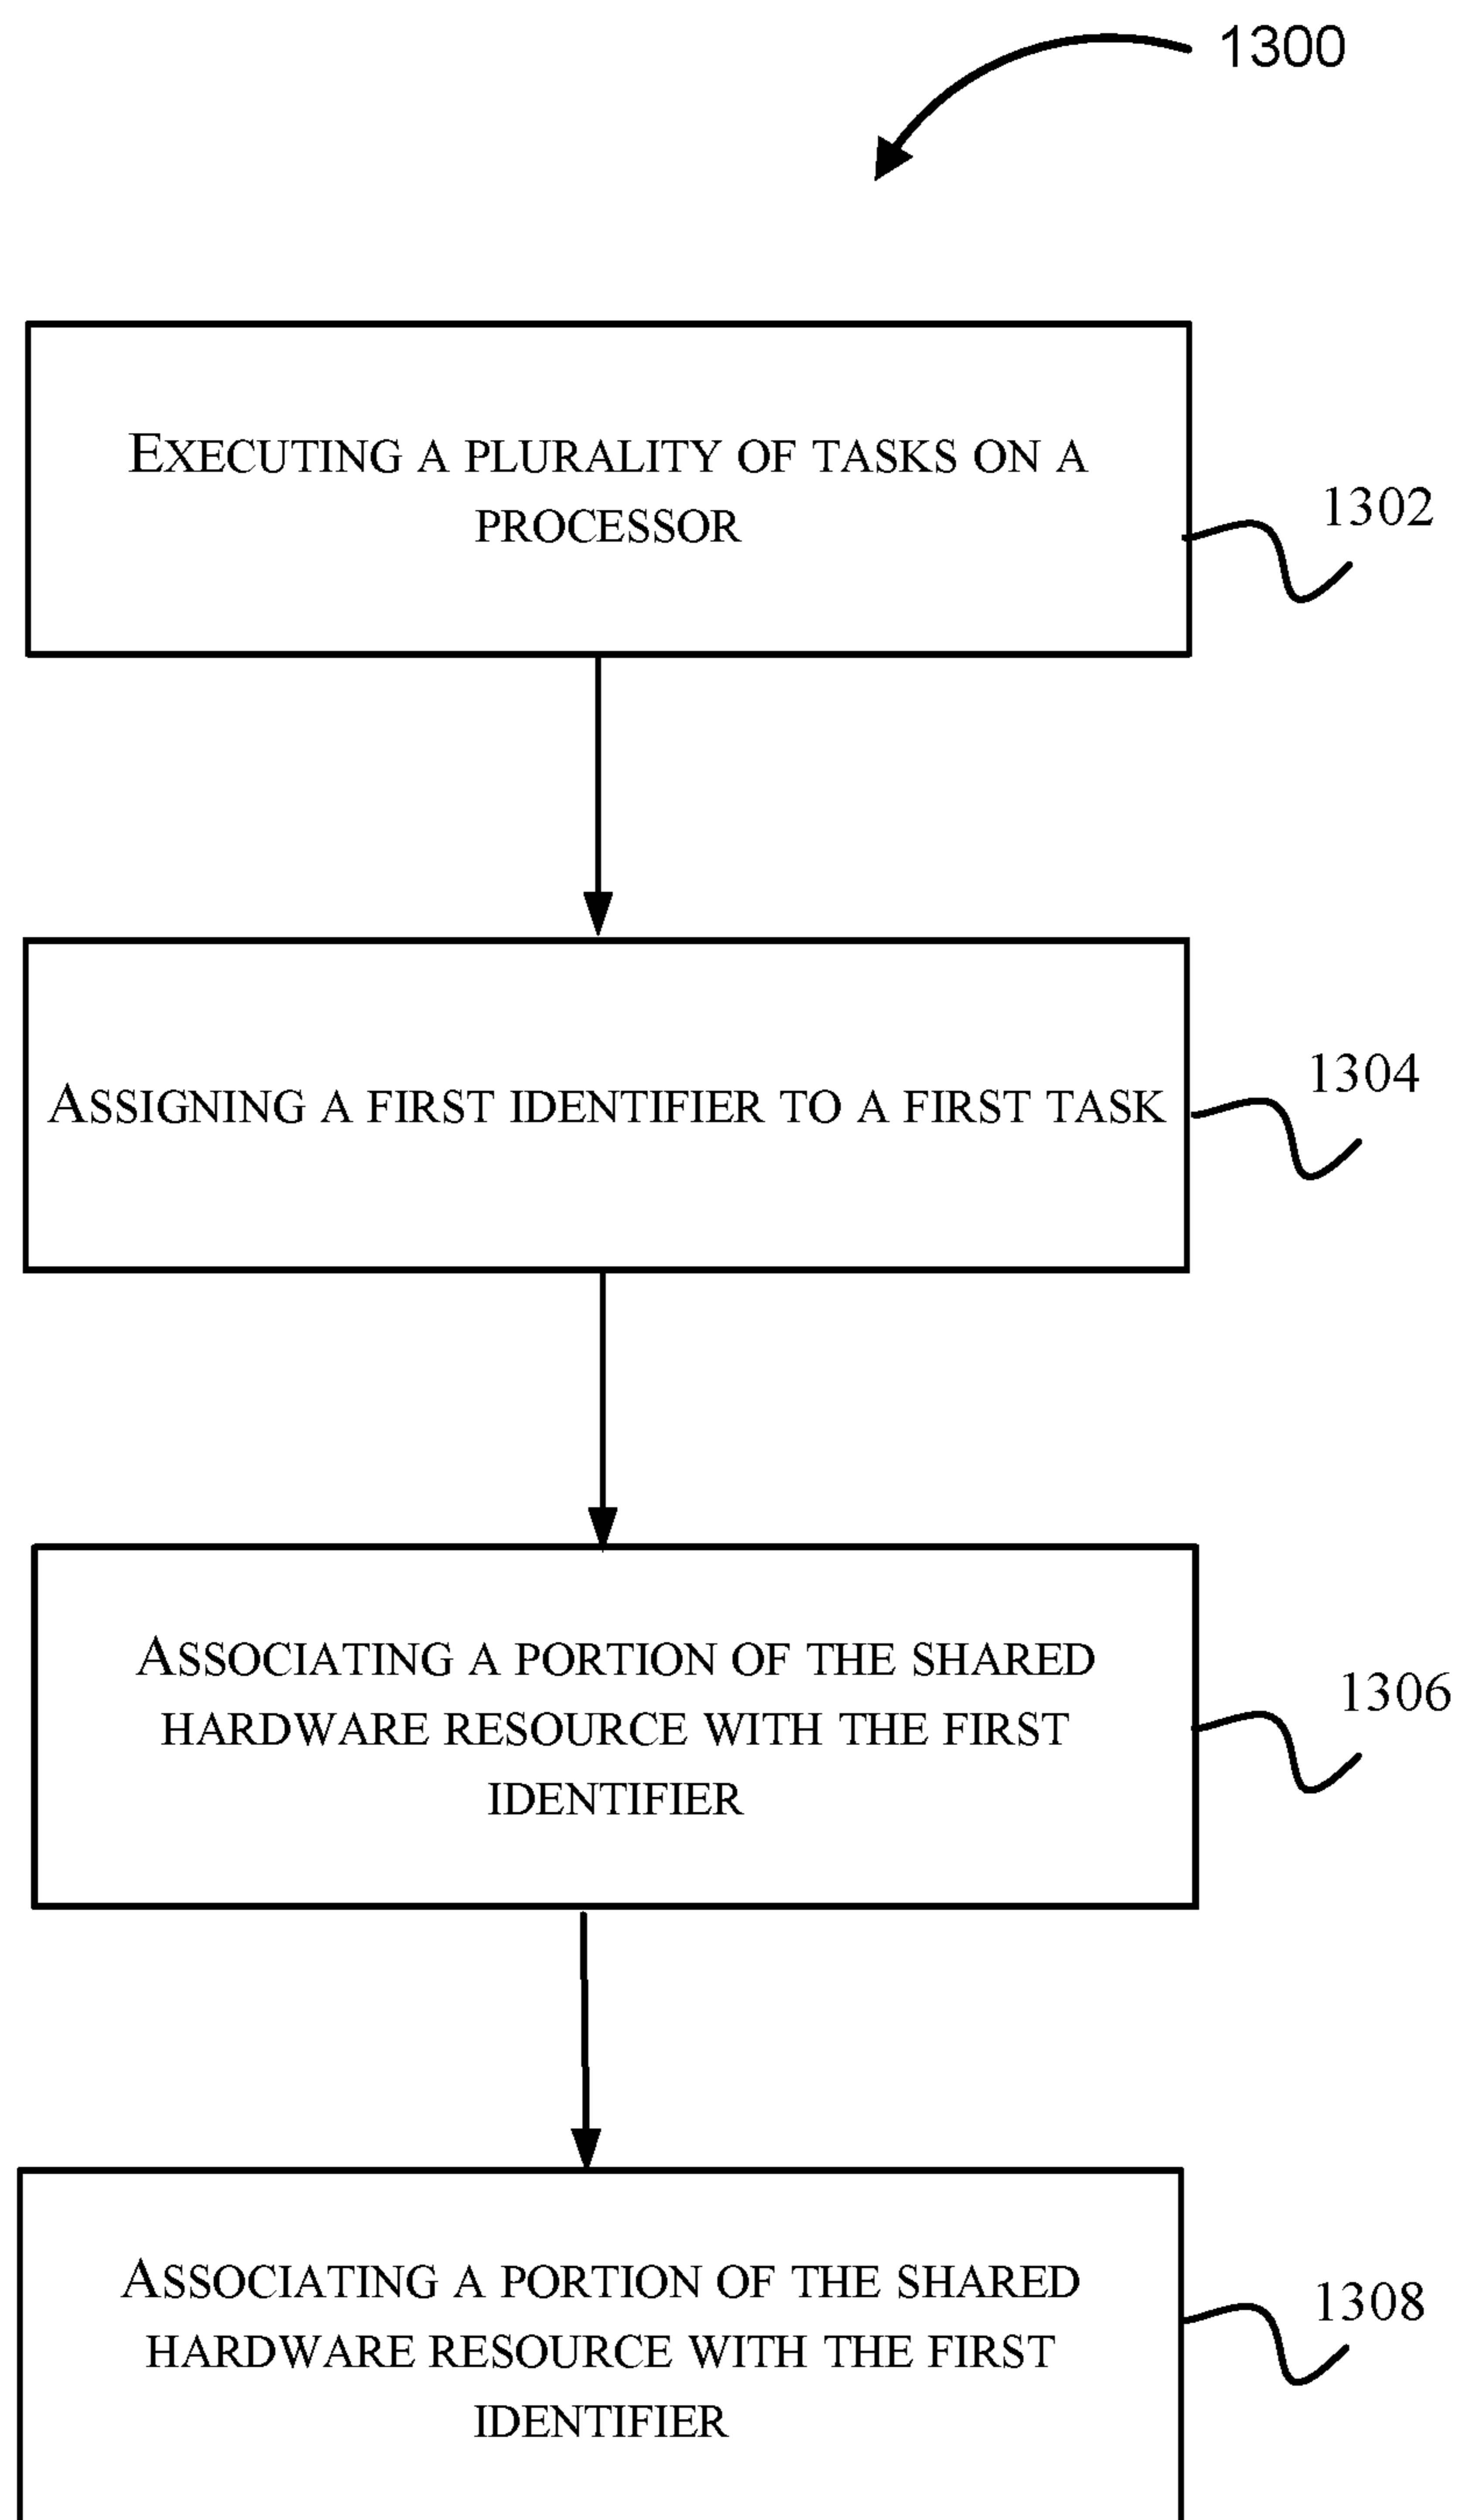 1300
EXECUTING A PLURALITY OF TASKS ON A
PROCESSOR
1302
ASSIGNING A FIRST IDENTIFIER TO A FIRST TASK
1304
ASSOCIATING A PORTION OF THE SHARED
HARDWARE RESOURCE WITH THE FIRST
IDENTIFIER
1306
ASSOCIATING A PORTION OF THE SHARED
HARDWARE RESOURCE WITH THE FIRST
IDENTIFIER
1308